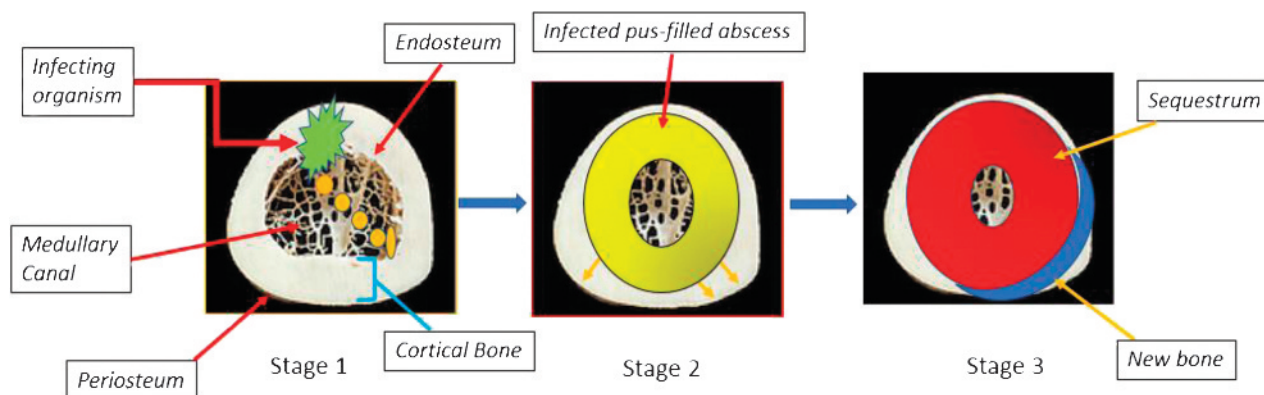 Infecting
organism
Endosteum
Medullary
Canal
Periosteum
Cortical Bone
Stage 1
Infected pus-filled abscess
Stage 2
Sequestrum
New bone
Stage 3